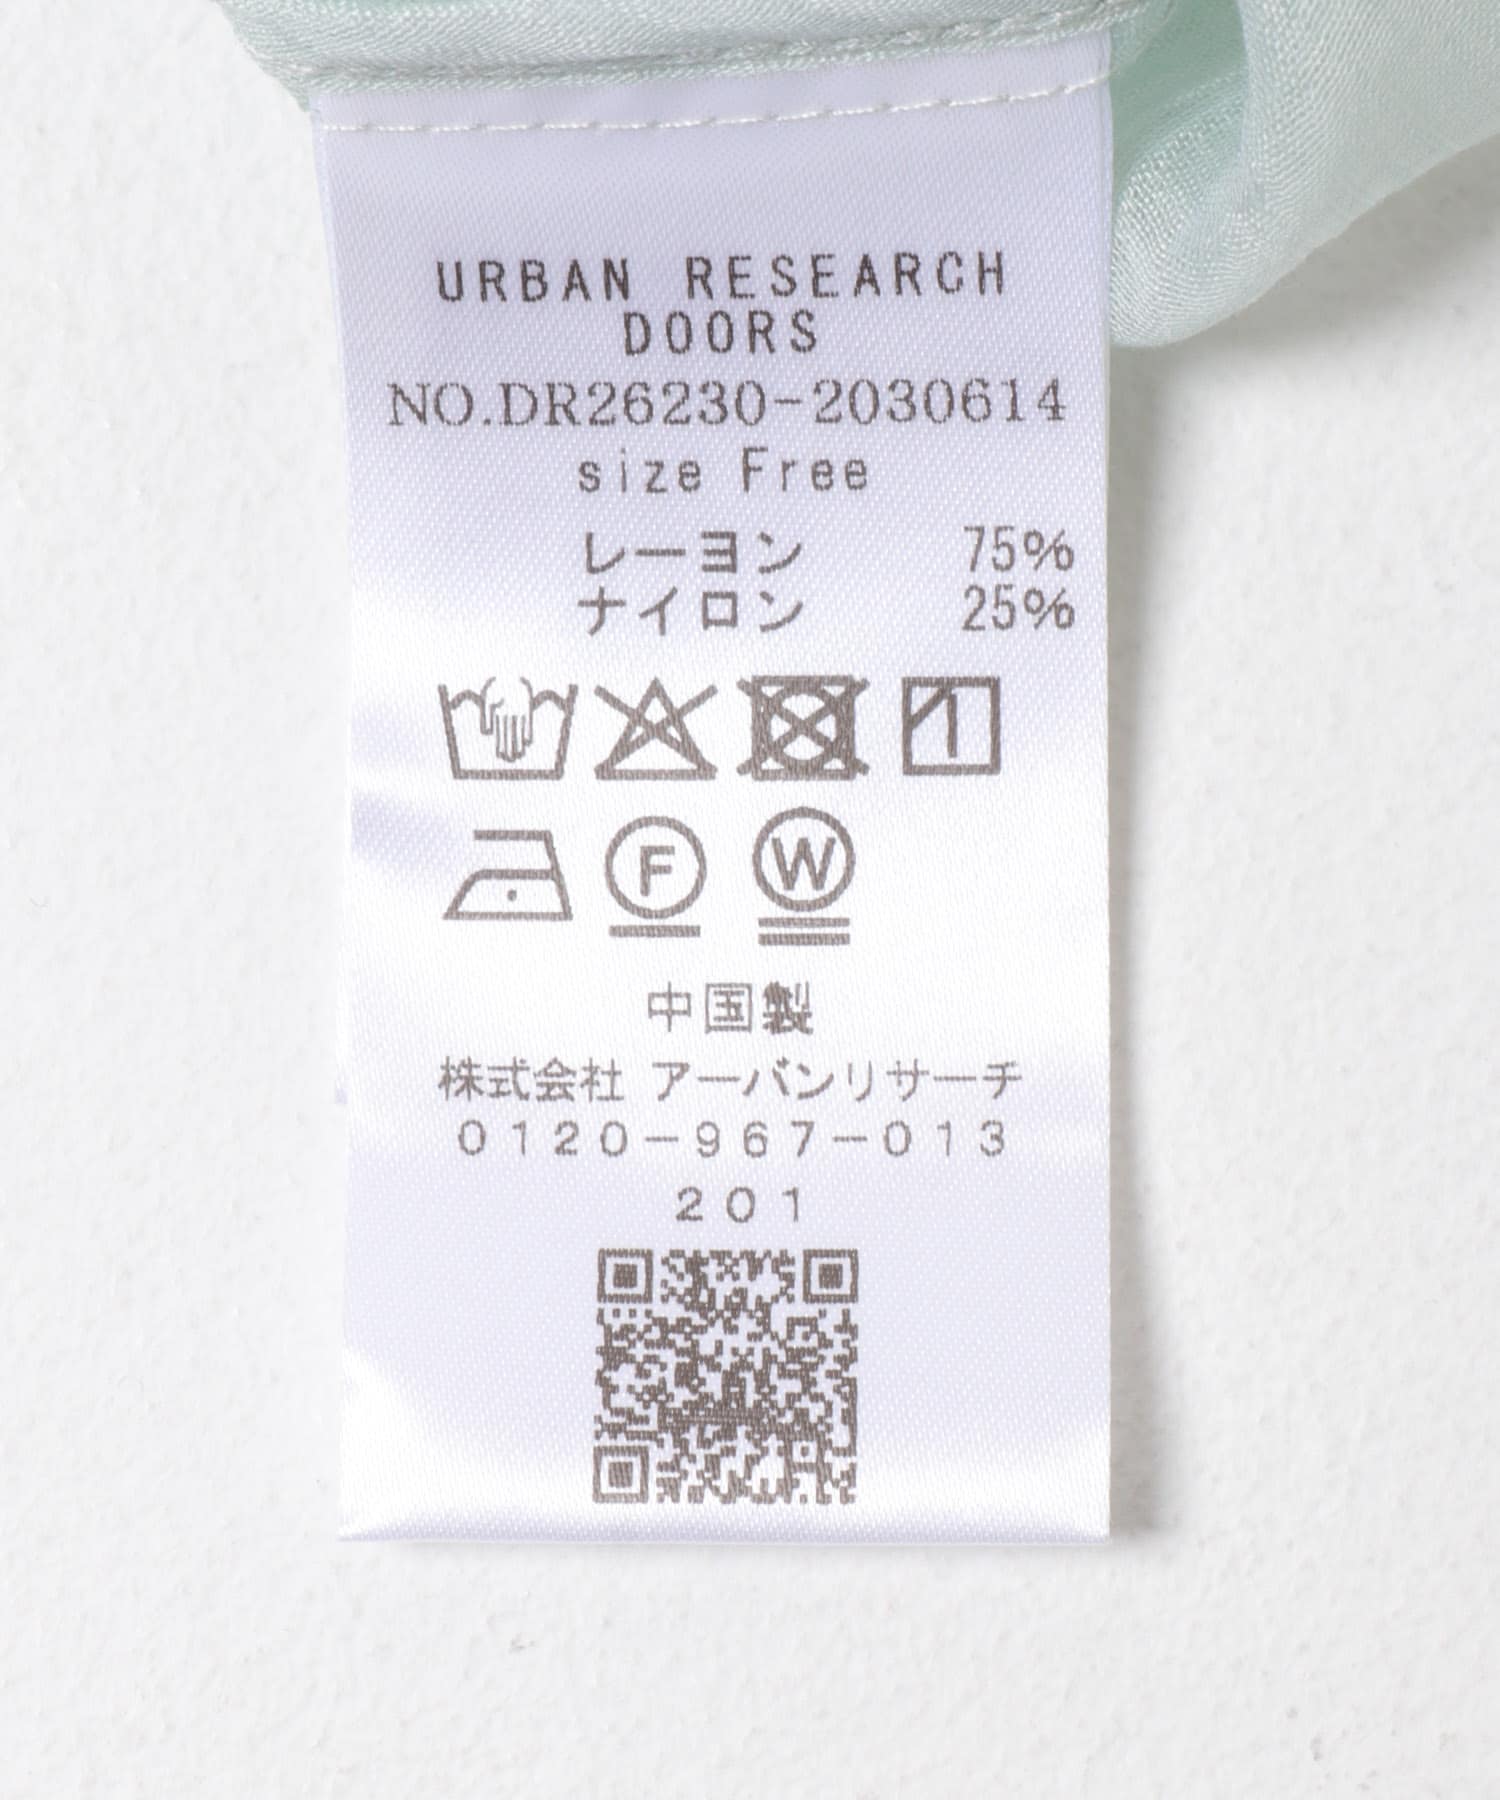 URBAN RESEARCH
DOORS
NO.DR26230-2030614
size Free
レーヨン 75%
ナイロン 25%
F W
中国製
株式会社 アーバンリサーチ
0120-967-013
201